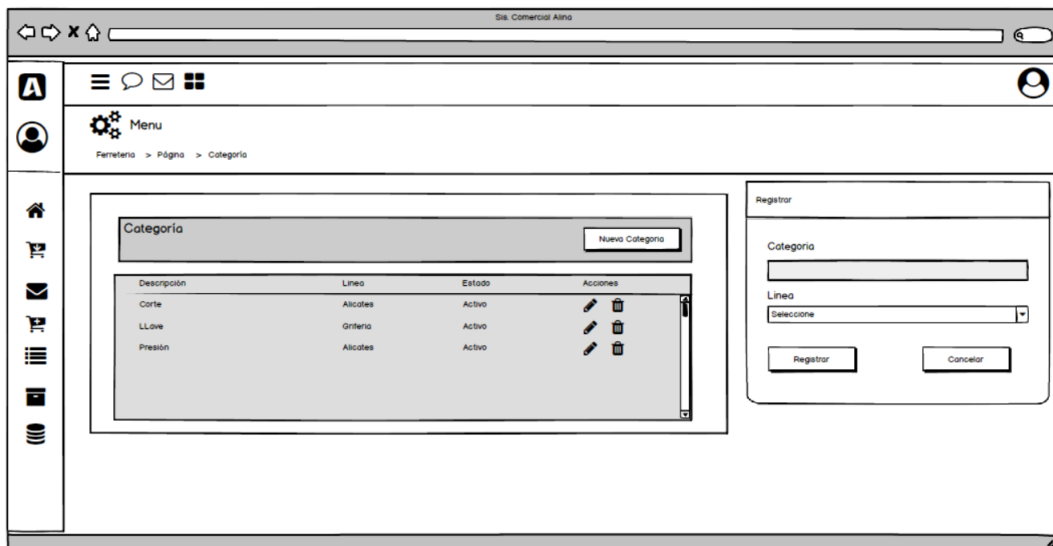 Sis. Comercial Alina
A
Menu
Ferreteria > Página > Categoría
Categoría
Nueva Categoria
Descripción Linea Estado Acciones
Corte Alicates Activo
LLave Griferia Activo
Presión Alicates Activo
Registrar
Categoria
Linea
Seleccione
Registrar Cancelar